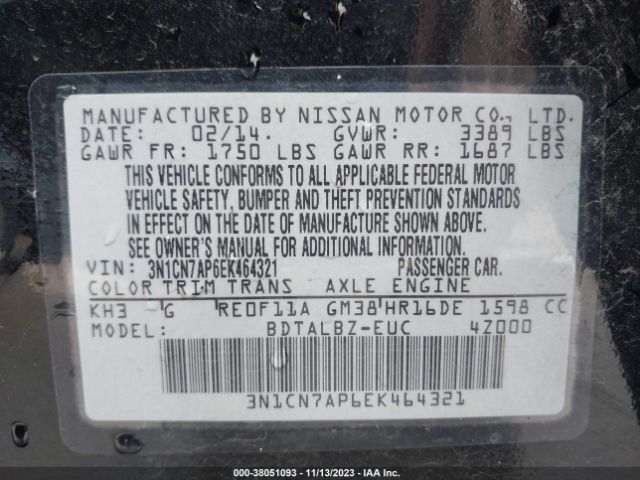 MANUFACTURED BY NISSAN MOTOR CO., LTD.
DATE: 02/14. GVWR: 3389 LBS
GAWR FR: 1750 LBS GAWR RR: 1687 LBS
THIS VEHICLE CONFORMS TO ALL APPLICABLE FEDERAL MOTOR
VEHICLE SAFETY, BUMPER AND THEFT PREVENTION STANDARDS
IN EFFECT ON THE DATE OF MANUFACTURE SHOWN ABOVE.
SEE OWNER'S MANUAL FOR ADDITIONAL INFORMATION.
VIN: 3N1CN7AP6EK464321 PASSENGER CAR.
COLOR TRIM TRANS AXLE ENGINE
KH3 G RE0F11A GM38 HR16DE 1598 CC
MODEL: BDTALBZ-EUC 4Z000
3N1CN7AP6EK464321
000-38051093 - 11/13/2023 - IAA Inc.